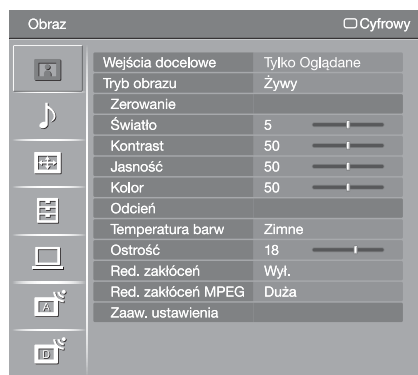 Obraz Cyfrowy
Wejścia docelowe Tylko Oglądane
Tryb obrazu Żywy
Zerowanie
Światło 5
Kontrast 50
Jasność 50
Kolor 50
Odcień
Temperatura barw Zimne
Ostrość 18
Red. zakłóceń Wył.
Red. zakłóceń MPEG Duża
Zaaw. ustawienia
A
D